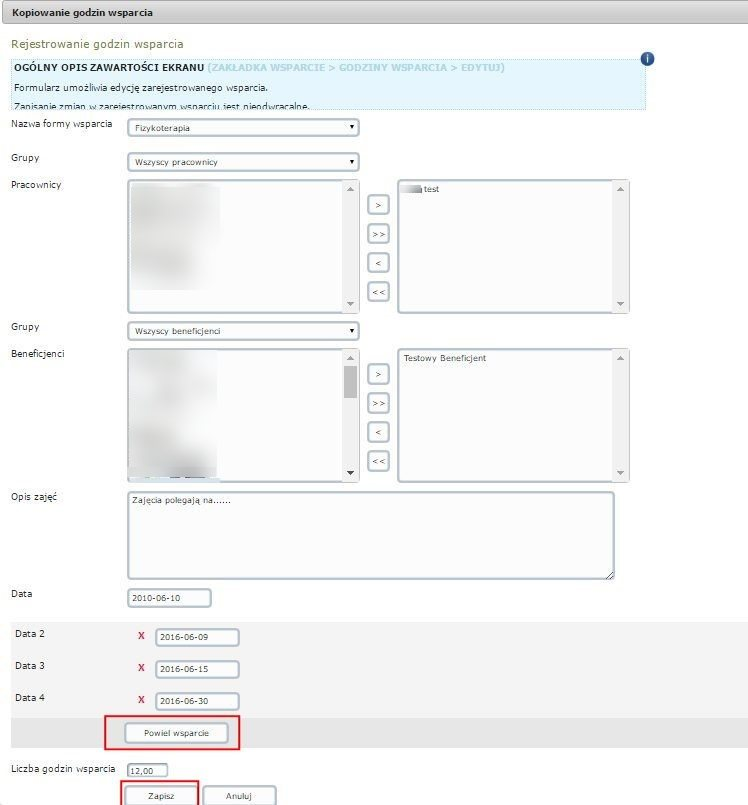 Kopiowanie godzin wsparcia
Rejestrowanie godzin wsparcia
i
OGÓLNY OPIS ZAWARTOŚCI EKRANU (ZAKŁADKA WSPARCIE > GODZINY WSPARCIA > EDYTUJ)
Formularz umożliwia edycję zarejestrowanego wsparcia.
Zapisanie zmian w zarejestrowanym wsparciu jest nieodwracalne.
Nazwa formy wsparcia Fizykoterapia
Grupy Wszyscy pracownicy
Pracownicy test
>
>>
<
<<
Grupy Wszyscy beneficjenci
Beneficjenci Testowy Beneficjent
>
>>
<
<<
Opis zajęć Zajęcia polegają na......
Data 2010-06-10
Data 2 X 2016-06-09
Data 3 X 2016-06-15
Data 4 X 2016-06-30
Powiel wsparcie
Liczba godzin wsparcia 12,00
Zapisz Anuluj